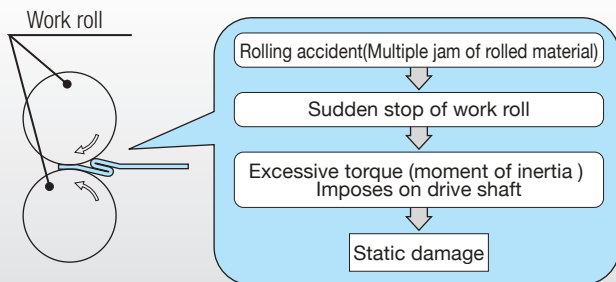 Work roll
Rolling accident(Multiple jam of rolled material)
Sudden stop of work roll
Excessive torque (moment of inertia )
Imposes on drive shaft
Static damage